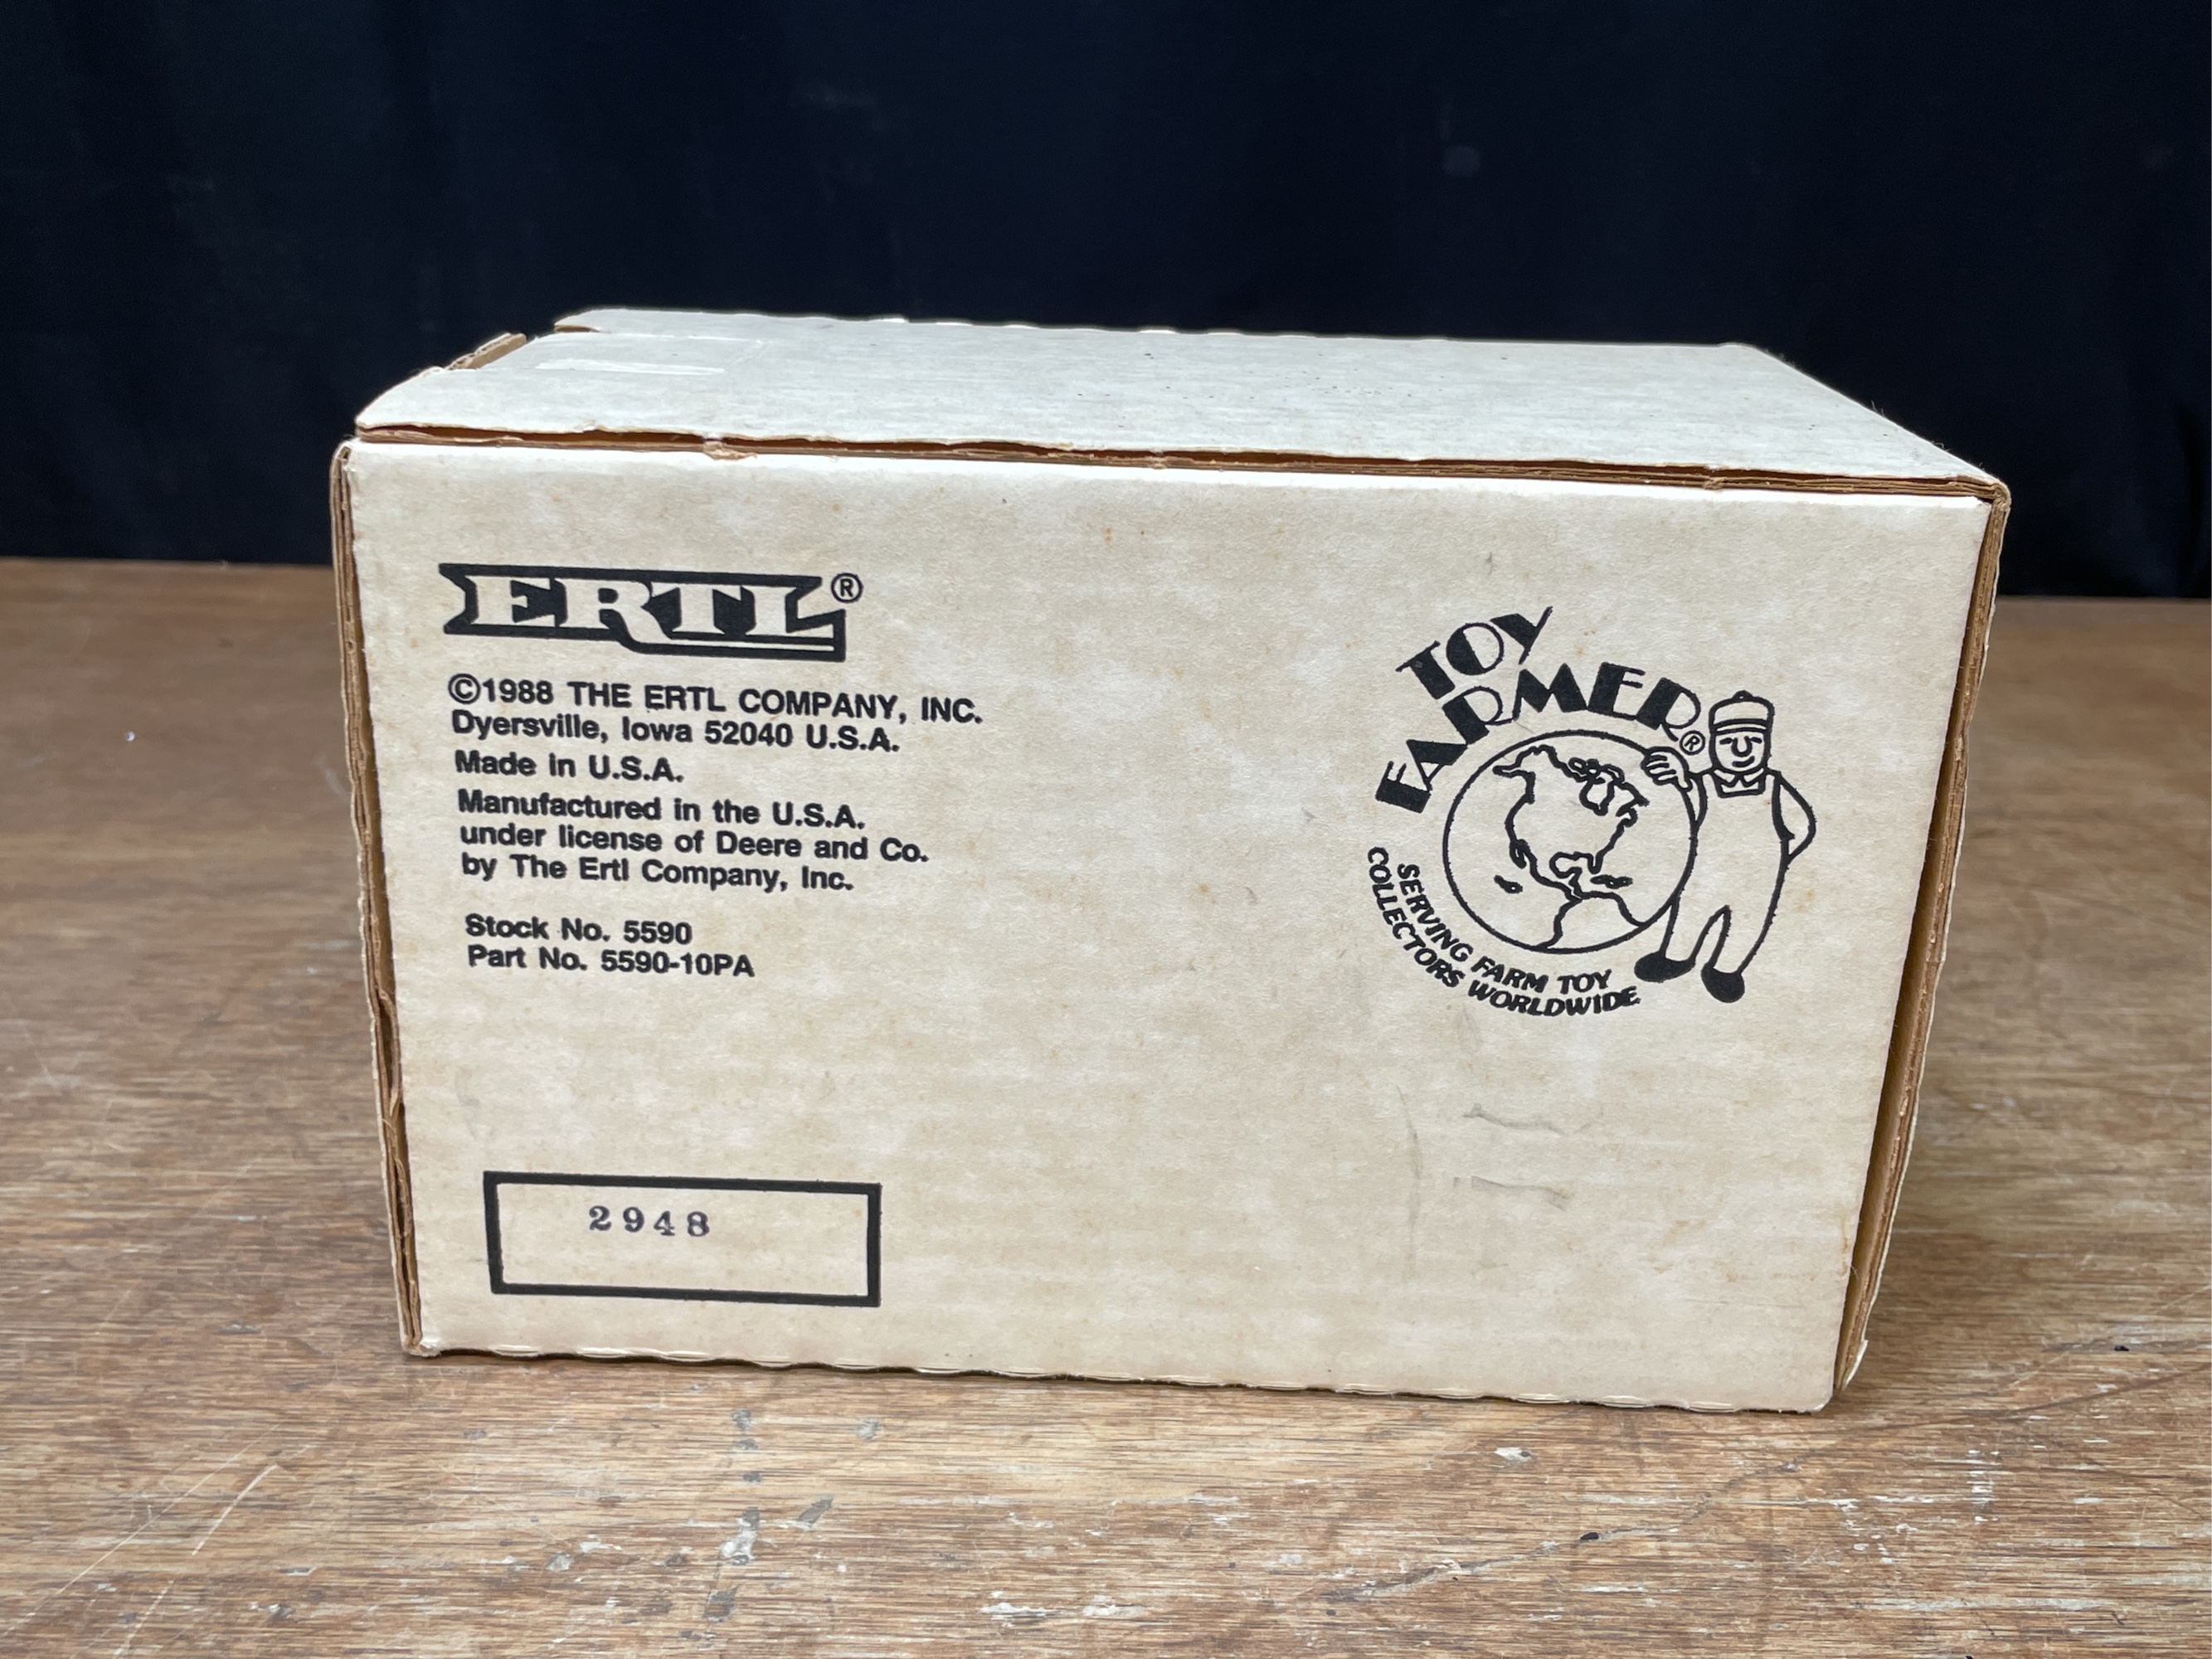 ERTL®
©1988 THE ERTL COMPANY, INC.
Dyersville, Iowa 52040 U.S.A.
Made in U.S.A.
Manufactured in the U.S.A.
under license of Deere and Co.
by The Ertl Company, Inc.
Stock No. 5590
Part No. 5590-10PA
2948
TOY
FARMER®
SERVING FARM TOY
COLLECTORS WORLDWIDE